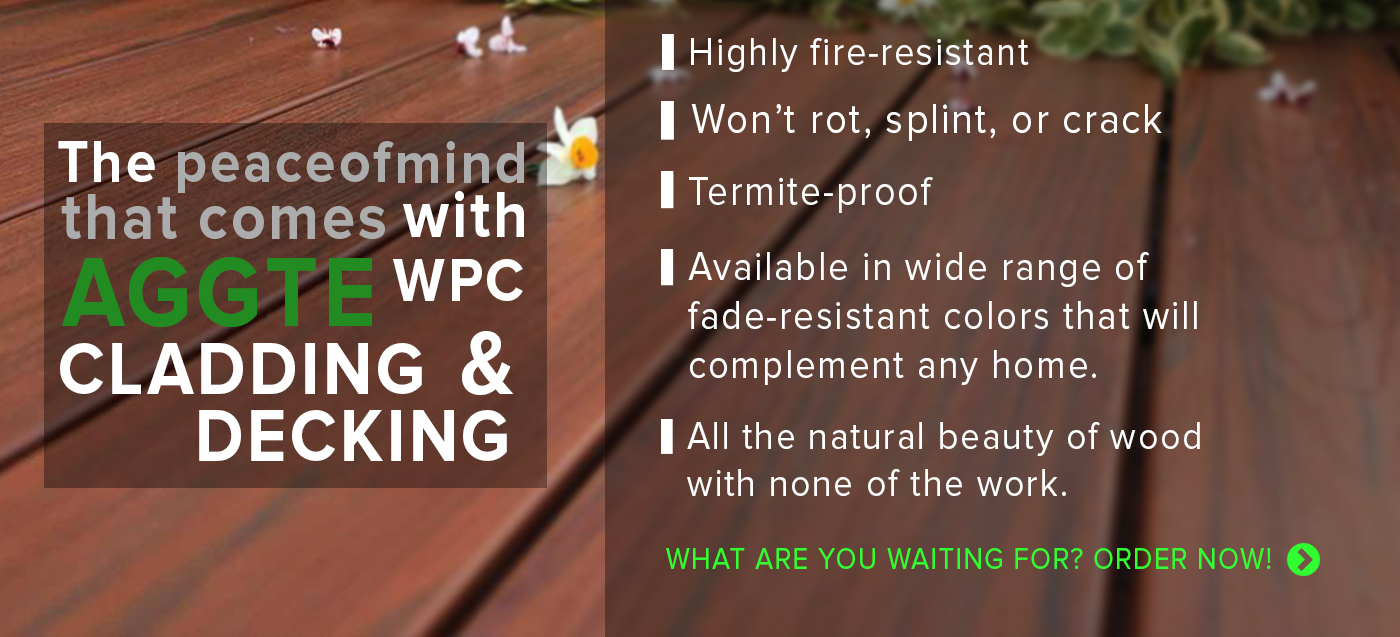 The peaceofmind
that comes with
AGGTE WPC
CLADDING &
DECKING
Highly fire-resistant
Won’t rot, splint, or crack
Termite-proof
Available in wide range of
fade-resistant colors that will
complement any home.
All the natural beauty of wood
with none of the work.
WHAT ARE YOU WAITING FOR? ORDER NOW!